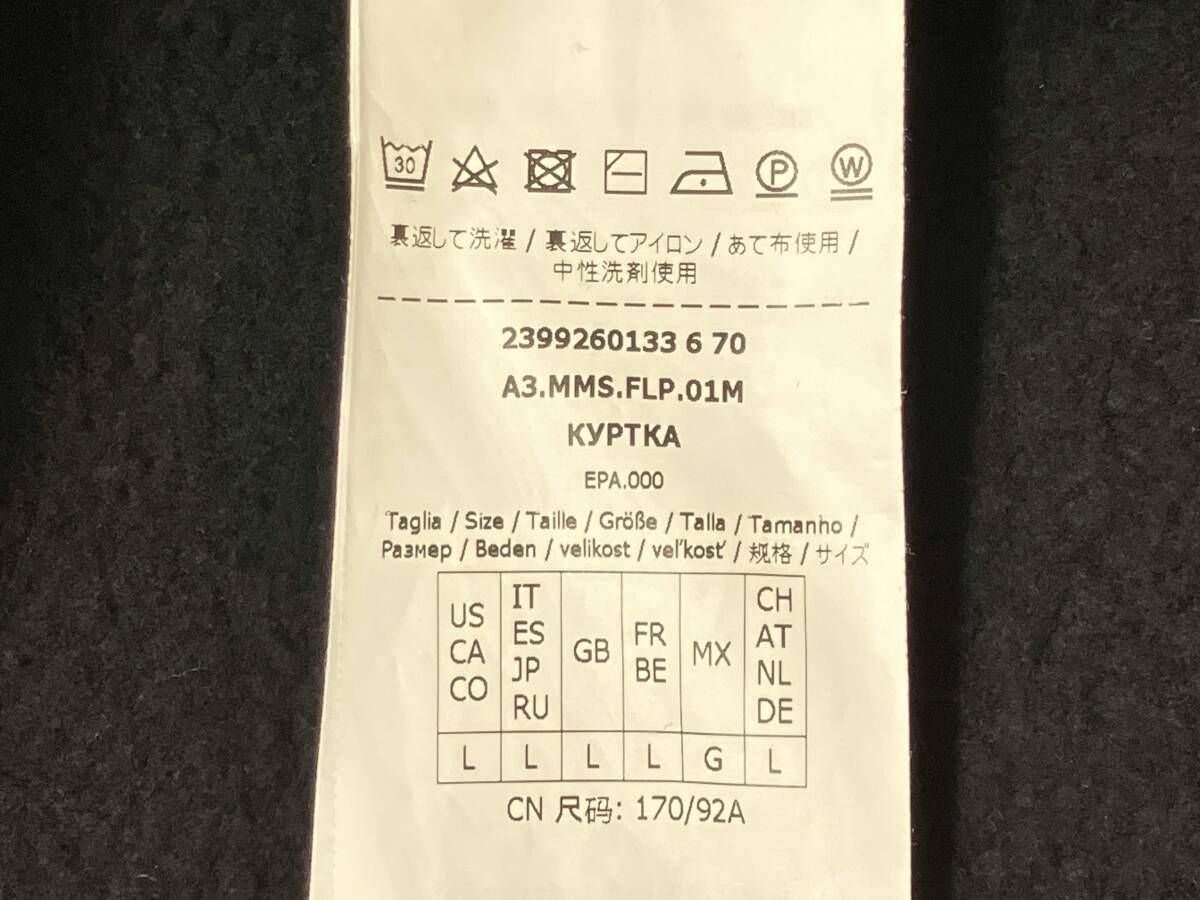 30 P W
裏返して洗濯 / 裏返してアイロン / あて布使用 /
中性洗剤使用
2399260133 6 70
A3.MMS.FLP.01M
КУРТКА
EPA.000
Taglia / Size / Taille / Größe / Talla / Tamanho /
Размер / Beden / velikost / veľkosť / 规格 / サイズ
US CA CO
IT ES JP RU
GB
FR BE
MX
CH AT NL DE
L L L L G L
CN 尺码: 170/92A